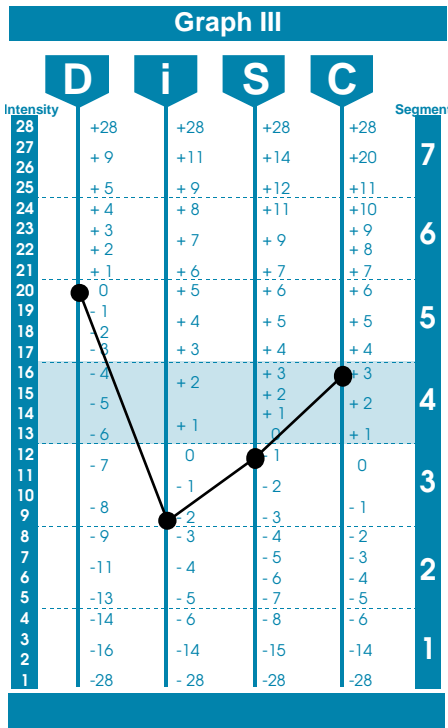 Graph III
D i S C
Intensity Segment
28 +28 +28 +28 +28
27 + 9 +11 +14 +20 7
26
25 + 5 + 9 +12 +11
24 + 4 + 8 +11 +10
23 + 3 + 9 6
22 + 2 + 7 + 9 + 8
21 + 1 + 6 + 7 + 7
20 0 + 5 + 6 + 6
19 - 1 + 4 + 5 + 5 5
18 - 2
17 - 3 + 3 + 4 + 4
16 - 4 + 3 + 3
15 + 2 + 2
14 - 5 + 1 + 2 4
13 - 6 + 1 0 + 1
12 0 - 1
11 - 7 0 3
10 - 1 - 2
9 - 8 - 2 - 3 - 1
8 - 9 - 3 - 4 - 2
7 - 5 - 3
6 -11 - 4 - 6 - 4 2
5 -13 - 5 - 7 - 5
4 -14 - 6 - 8 - 6
3
2 -16 -14 -15 -14 1
1 -28 - 28 -28 -28